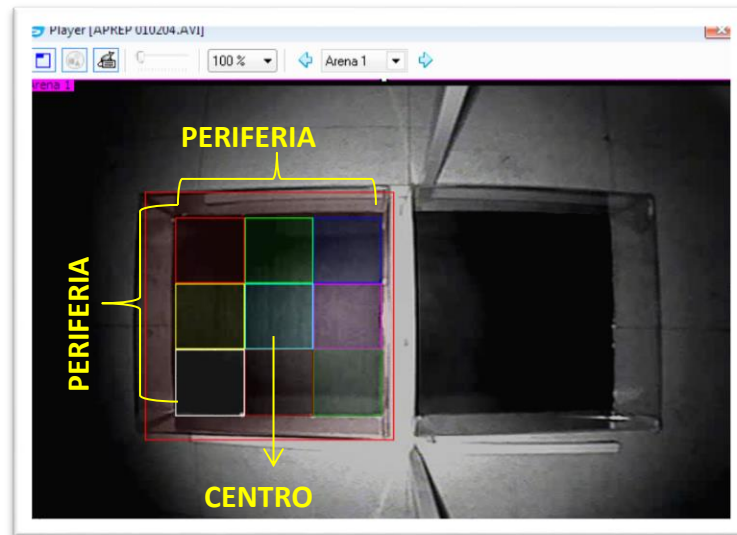 Player [APREP 010204.AVI]
100 %
Arena 1
Arena 1
PERIFERIA
PERIFERIA
CENTRO